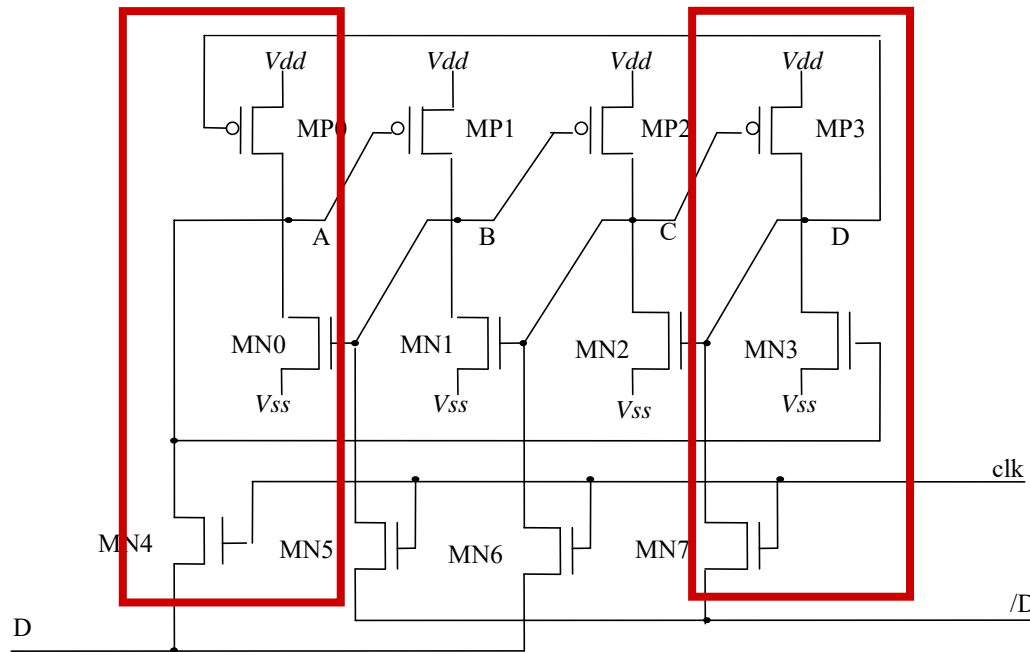 Vdd Vdd Vdd Vdd
MP0 MP1 MP2 MP3
A B C D
MN0 MN1 MN2 MN3
Vss Vss Vss Vss
clk
MN4 MN5 MN6 MN7
D /D